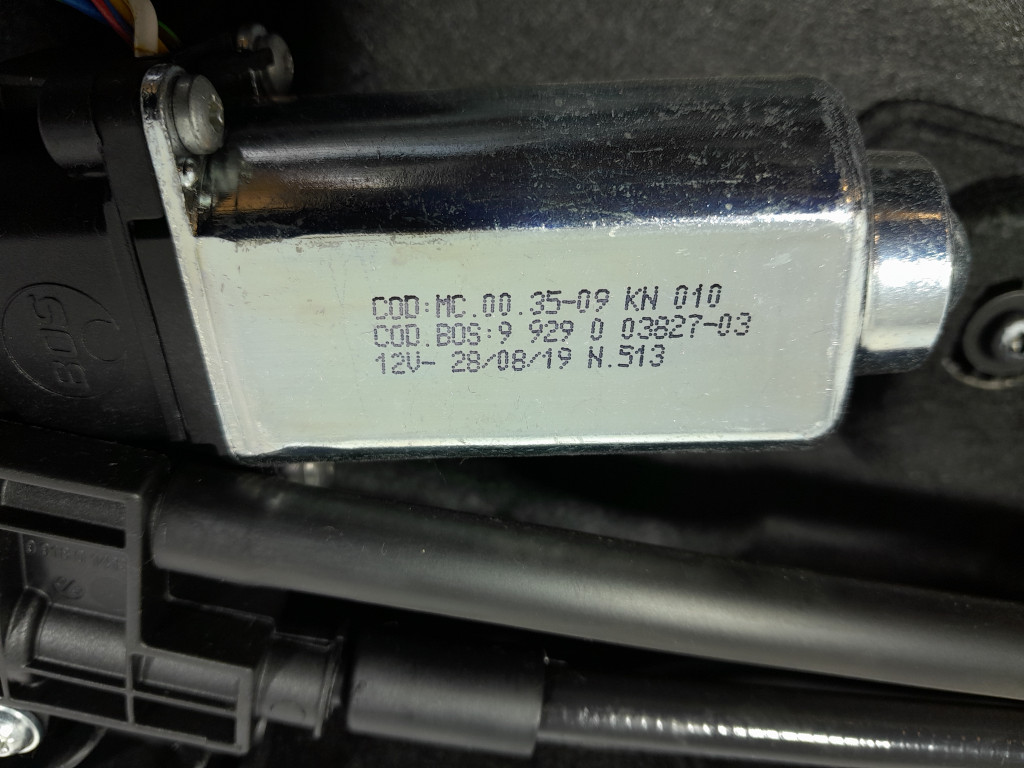 COD:MC.00.35-09 KN 010
COD.BOS:9 929 0 03827-03
12V- 28/08/19 N.513
BOS